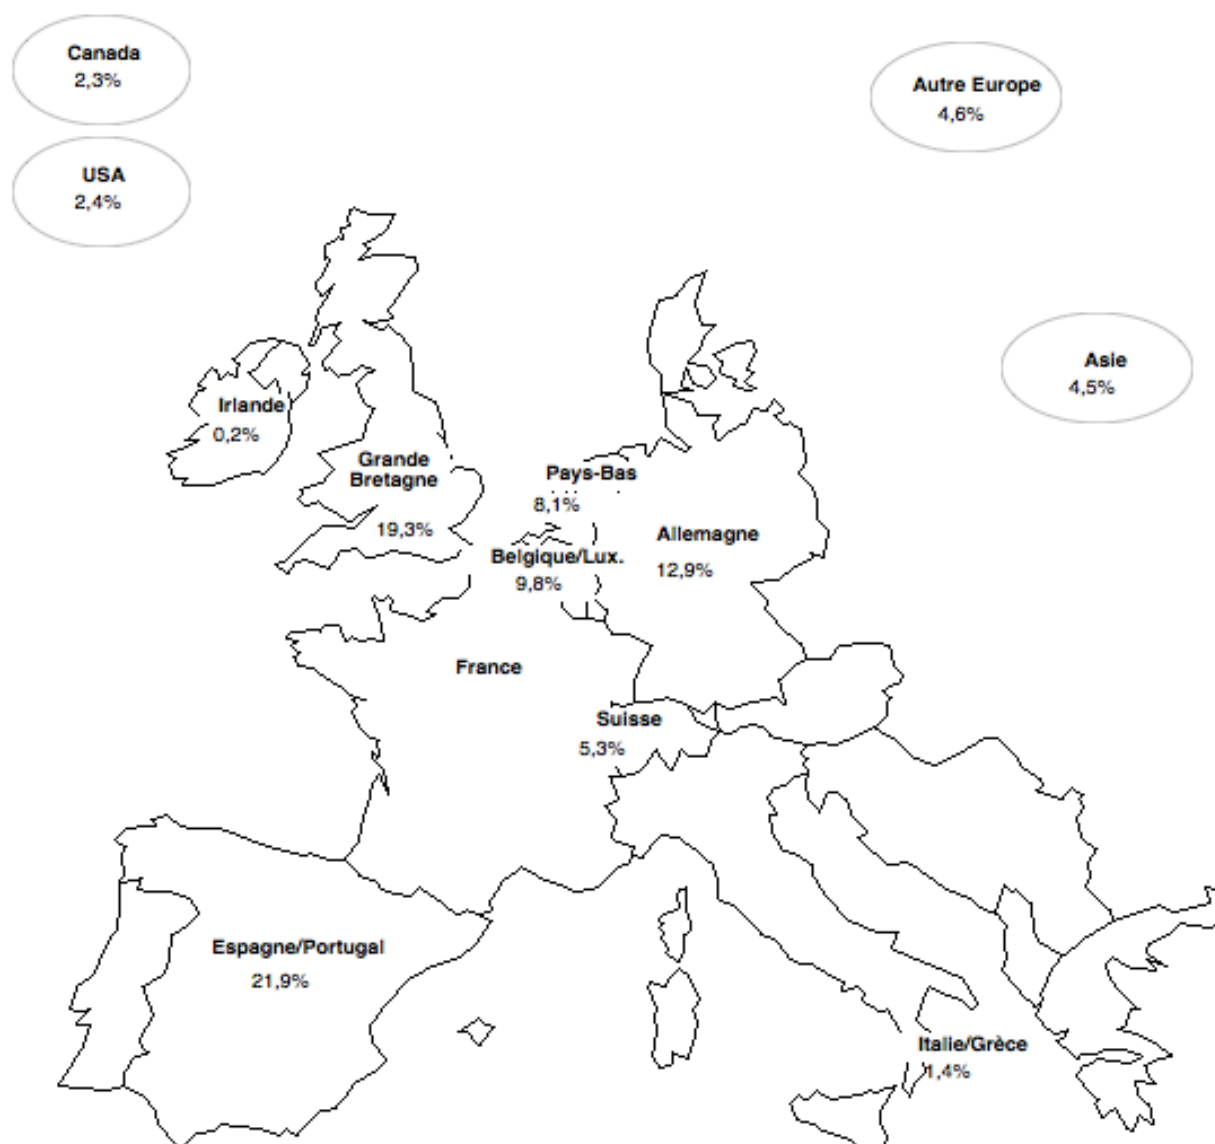 Canada
2,3%
USA
2,4%
Autre Europe
4,6%
Asie
4,5%
Irlande
0,2%
Grande
Bretagne
19,3%
Pays-Bas
8,1%
Allemagne
12,9%
Belgique/Lux.
9,8%
France
Suisse
5,3%
Espagne/Portugal
21,9%
Italie/Grèce
1,4%